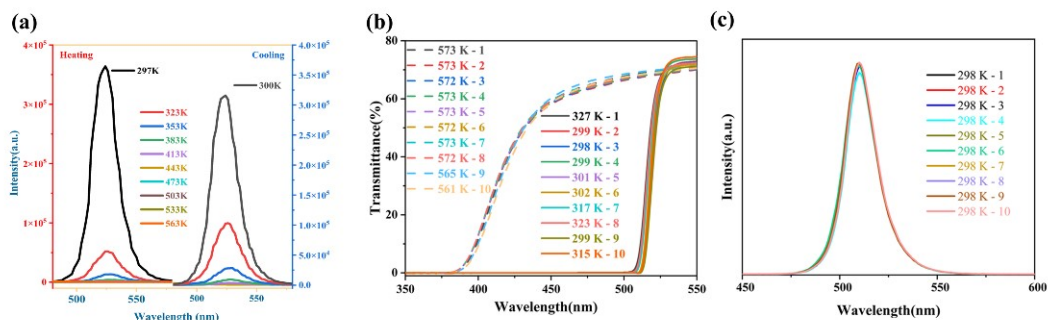 (a)
Heating
Cooling
Intensity(a.u.)
4×10⁵
3×10⁵
2×10⁵
1×10⁵
0
297K
300K
323K
353K
383K
413K
443K
473K
503K
533K
563K
4.0×10⁵
3.5×10⁵
3.0×10⁵
2.5×10⁵
2.0×10⁵
1.5×10⁵
1.0×10⁵
5.0×10⁴
0.0
500 550 500 550
Wavelength (nm)
(b)
Transmittance(%)
80
60
40
20
0
573 K - 1
573 K - 2
572 K - 3
573 K - 4
573 K - 5
572 K - 6
573 K - 7
572 K - 8
565 K - 9
561 K - 10
327 K - 1
299 K - 2
298 K - 3
299 K - 4
301 K - 5
302 K - 6
317 K - 7
323 K - 8
299 K - 9
315 K - 10
350 400 450 500 550
Wavelength(nm)
(c)
Intensity(a.u.)
298 K - 1
298 K - 2
298 K - 3
298 K - 4
298 K - 5
298 K - 6
298 K - 7
298 K - 8
298 K - 9
298 K - 10
450 500 550 600
Wavelength(nm)